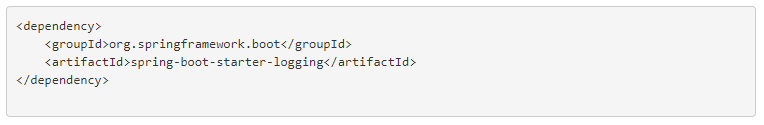 <dependency>
    <groupId>org.springframework.boot</groupId>
    <artifactId>spring-boot-starter-logging</artifactId>
</dependency>